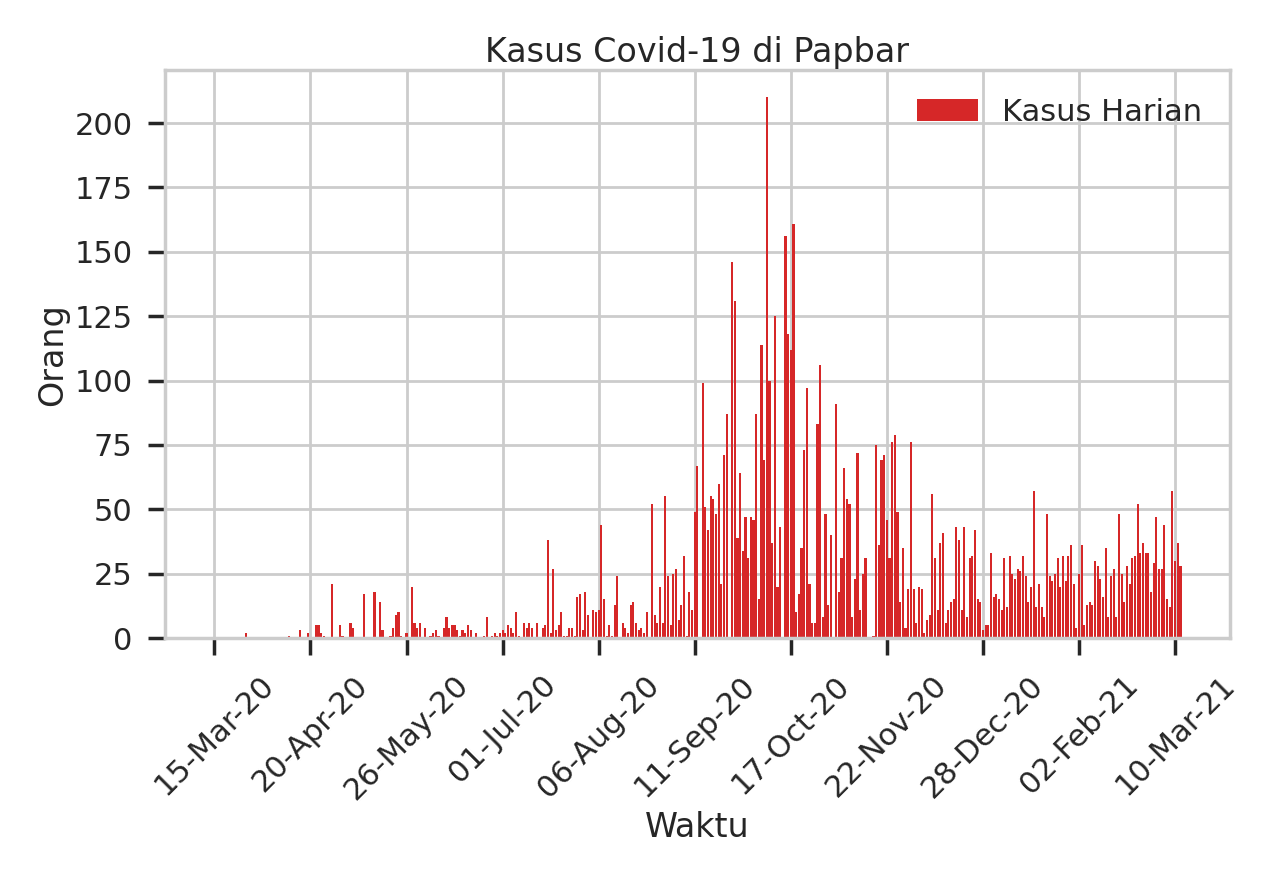 Kasus Covid-19 di Papbar
Kasus Harian
Orang
200
175
150
125
100
75
50
25
0
15-Mar-20
20-Apr-20
26-May-20
01-Jul-20
06-Aug-20
11-Sep-20
17-Oct-20
22-Nov-20
28-Dec-20
02-Feb-21
10-Mar-21
Waktu